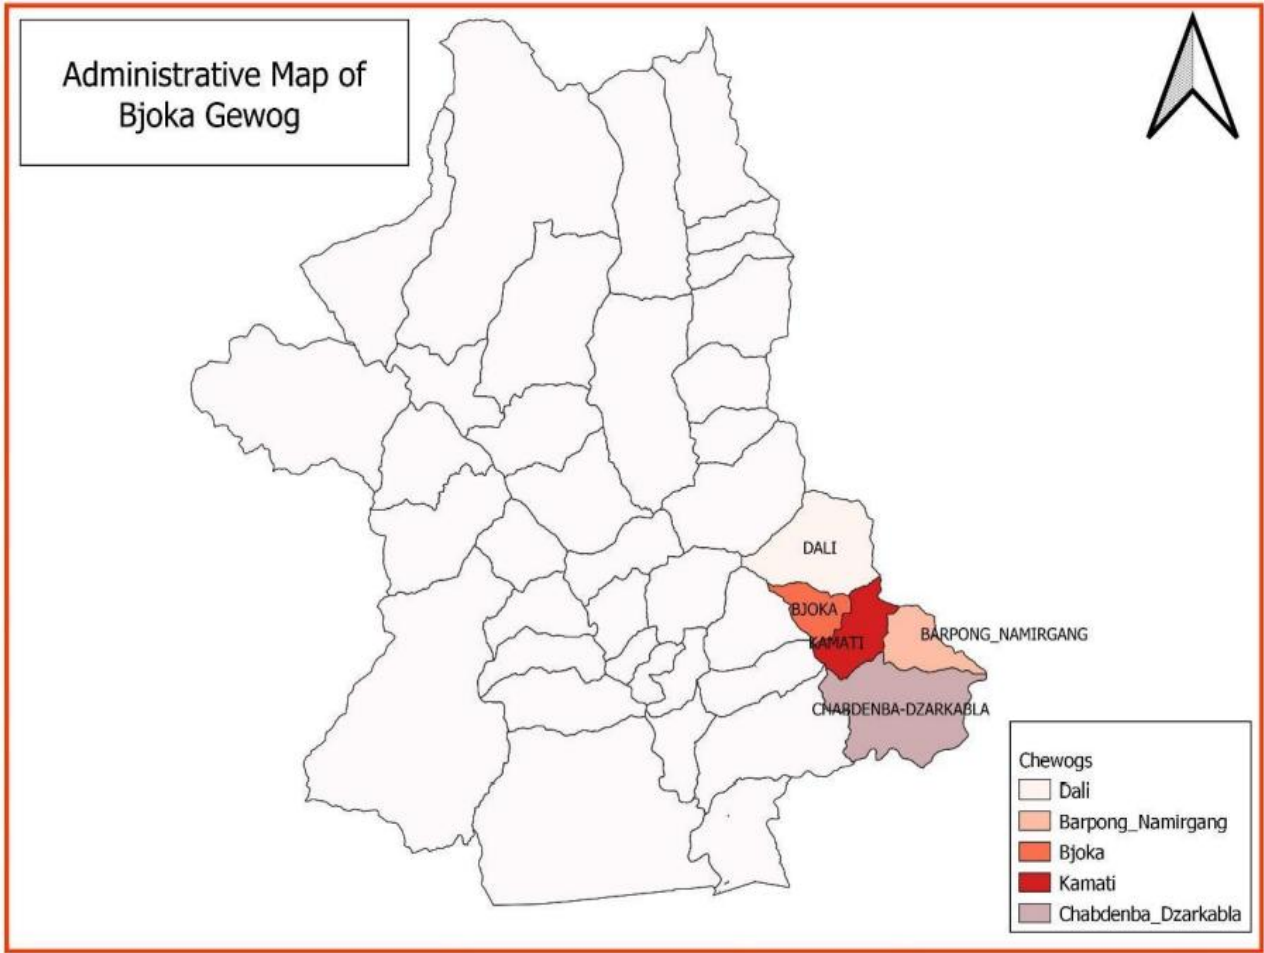 Administrative Map of
Bjoka Gewog
DALI
BJOKA
BARPONG_NAMIRGANG
KAMATI
CHABDENBA-DZARKABLA
Chewogs
Dali
Barpong_Namirgang
Bjoka
Kamati
Chabdenba_Dzarkabla